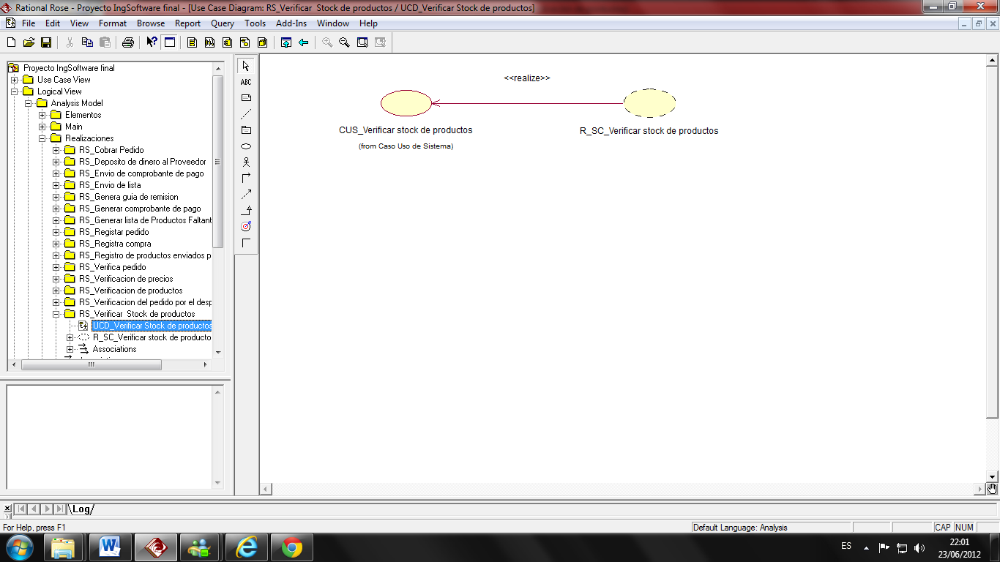 Rational Rose - Proyecto IngSoftware final - [Use Case Diagram: RS_Verificar  Stock de productos / UCD_Verificar Stock de productos]
File Edit View Format Browse Report Query Tools Add-Ins Window Help
Proyecto IngSoftware final
Use Case View
Logical View
Analysis Model
Elementos
Main
Realizaciones
RS_Cobrar Pedido
RS_Deposito de dinero al Proveedor
RS_Envio de comprobante de pago
RS_Envio de lista
RS_Genera guia de remision
RS_Generar comprobante de pago
RS_Generar lista de Productos Faltant
RS_Registar pedido
RS_Registra compra
RS_Registro de productos enviados p
RS_Verifica pedido
RS_Verificacion de precios
RS_Verificacion de productos
RS_Verificacion del pedido por el desp
RS_Verificar  Stock de productos
UCD_Verificar Stock de productos
R_SC_Verificar stock de producto
Associations
ABC
<<realize>>
CUS_Verificar stock de productos
(from Caso Uso de Sistema)
R_SC_Verificar stock de productos
Log
For Help, press F1
Default Language: Analysis
CAP NUM
ES
22:01
23/06/2012